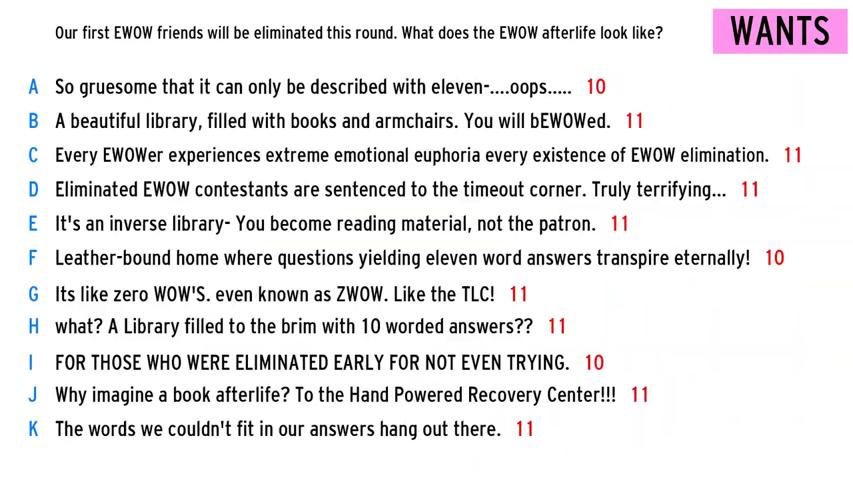 Our first EWOW friends will be eliminated this round. What does the EWOW afterlife look like?
WANTS
A So gruesome that it can only be described with eleven-....oops..... 10
B A beautiful library, filled with books and armchairs. You will bEWOWed. 11
C Every EWOWer experiences extreme emotional euphoria every existence of EWOW elimination. 11
D Eliminated EWOW contestants are sentenced to the timeout corner. Truly terrifying... 11
E It's an inverse library- You become reading material, not the patron. 11
F Leather-bound home where questions yielding eleven word answers transpire eternally! 10
G Its like zero WOW'S. even known as ZWOW. Like the TLC! 11
H what? A Library filled to the brim with 10 worded answers?? 11
I FOR THOSE WHO WERE ELIMINATED EARLY FOR NOT EVEN TRYING. 10
J Why imagine a book afterlife? To the Hand Powered Recovery Center!!! 11
K The words we couldn't fit in our answers hang out there. 11